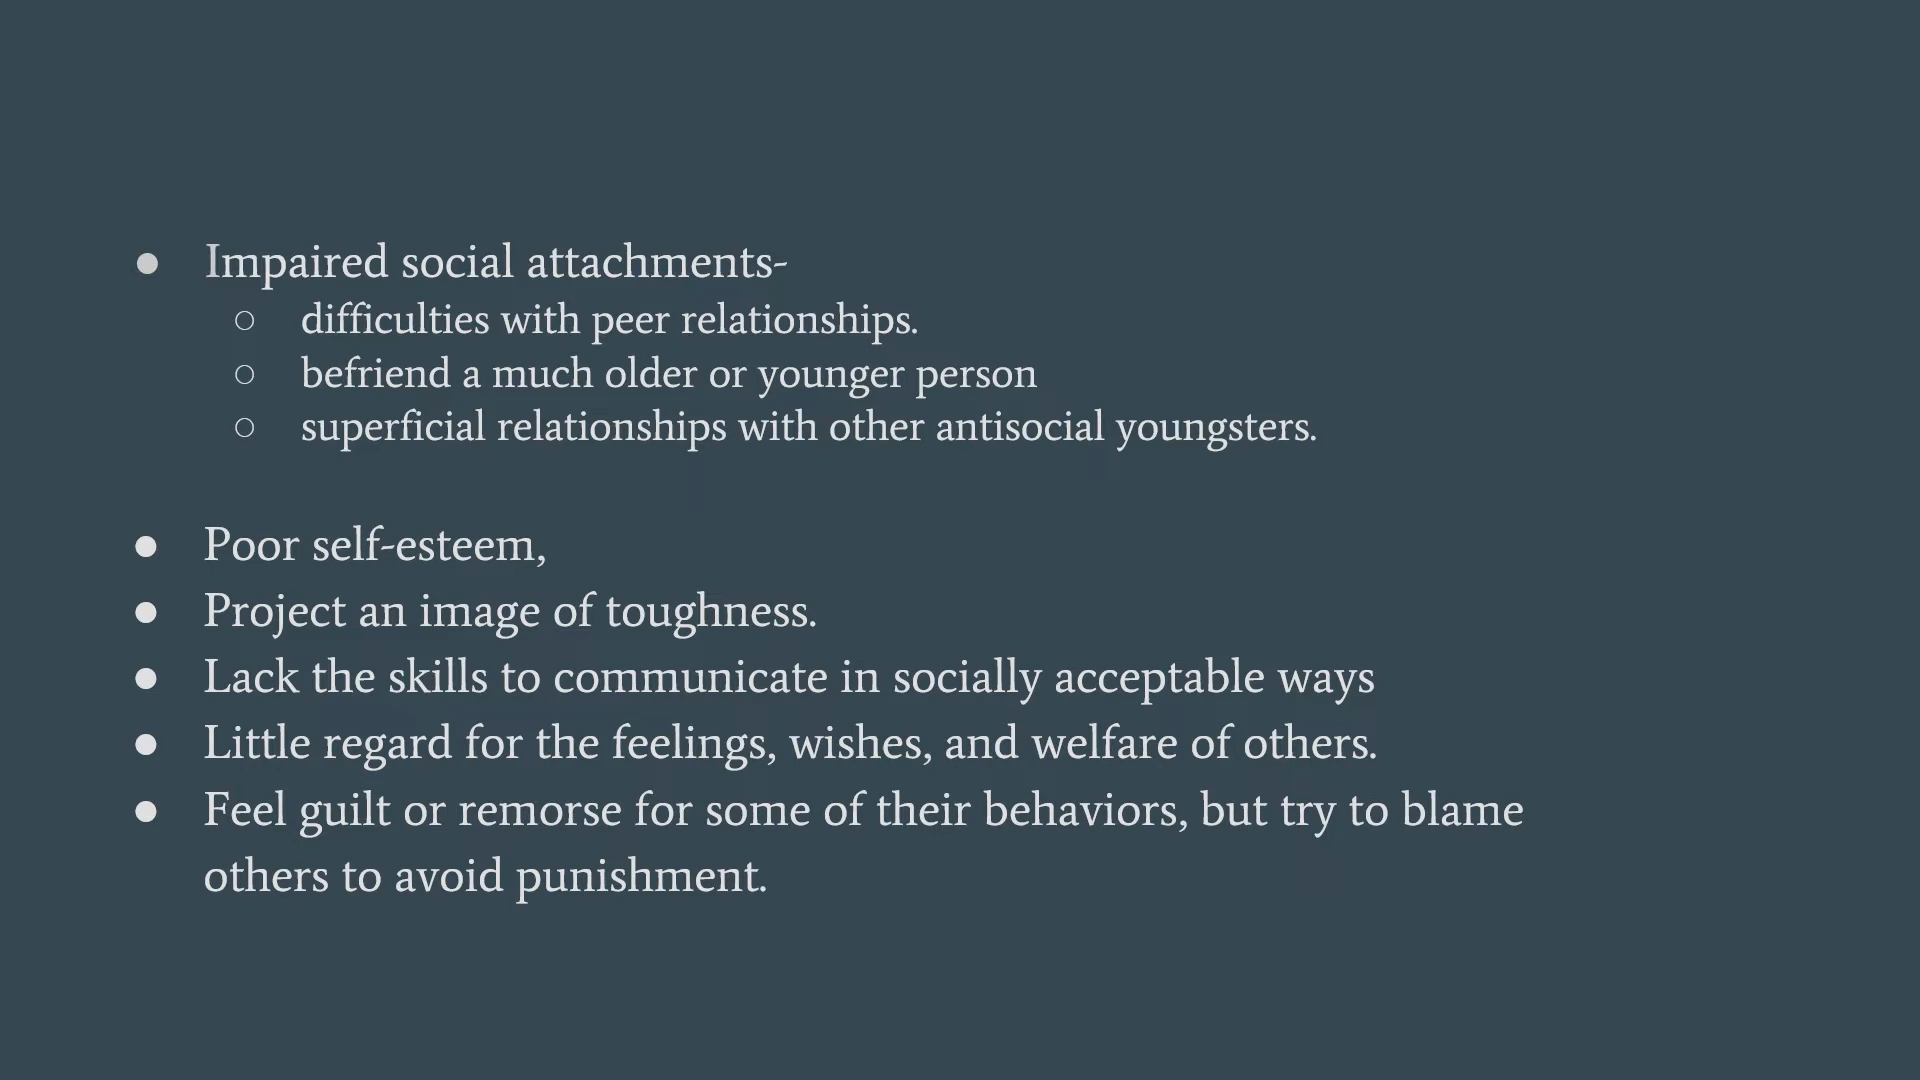 ● Impaired social attachments-
○ difficulties with peer relationships.
○ befriend a much older or younger person
○ superficial relationships with other antisocial youngsters.
● Poor self-esteem,
● Project an image of toughness.
● Lack the skills to communicate in socially acceptable ways
● Little regard for the feelings, wishes, and welfare of others.
● Feel guilt or remorse for some of their behaviors, but try to blame
others to avoid punishment.